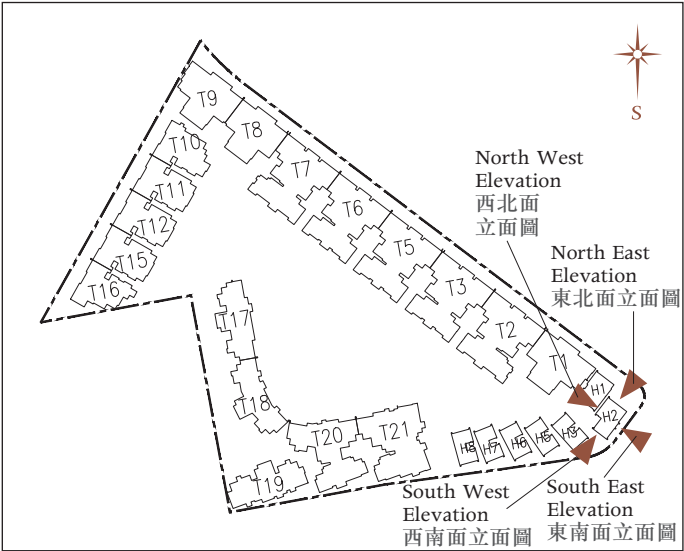 S
North West
Elevation
西北面
立面圖
North East
Elevation
東北面立面圖
T9
T8
T10
T7
T11
T6
T12
T5
T15
T3
T16
T2
T17
T1
H1
T18
H2
T20
T21
H8
H7
H6
H5
H3
T19
South West
Elevation
西南面立面圖
South East
Elevation
東南面立面圖